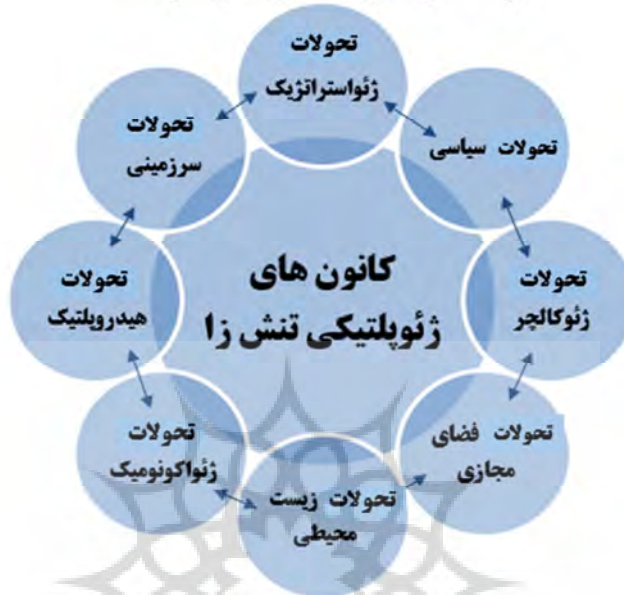 تحولات
ژئواستراتژیک
تحولات سیاسی
تحولات
ژئوکالچر
تحولات فضای
مجازی
تحولات زیست
محیطی
تحولات
ژئواکونومیک
تحولات
هیدروپلتیک
تحولات
سرزمینی
کانون های
ژئوپلتیکی تنش زا